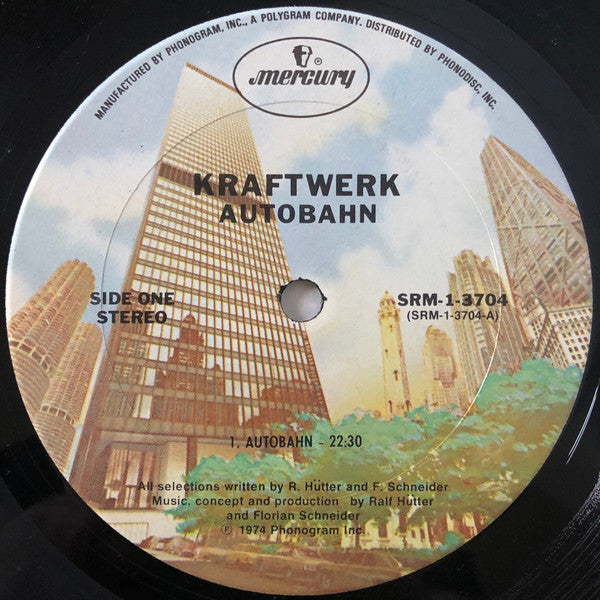 MANUFACTURED BY PHONOGRAM, INC., A POLYGRAM COMPANY. DISTRIBUTED BY PHONODISC, INC.
mercury ®
KRAFTWERK
AUTOBAHN
SIDE ONE
STEREO
SRM-1-3704
(SRM-1-3704-A)
1. AUTOBAHN - 22:30
All selections written by R. Hütter and F. Schneider
Music, concept and production by Ralf Hutter
and Florian Schneider
℗ 1974 Phonogram Inc.